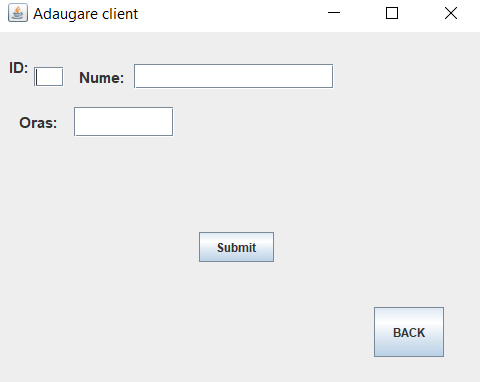 Adaugare client
ID:
Nume:
Oras:
Submit
BACK